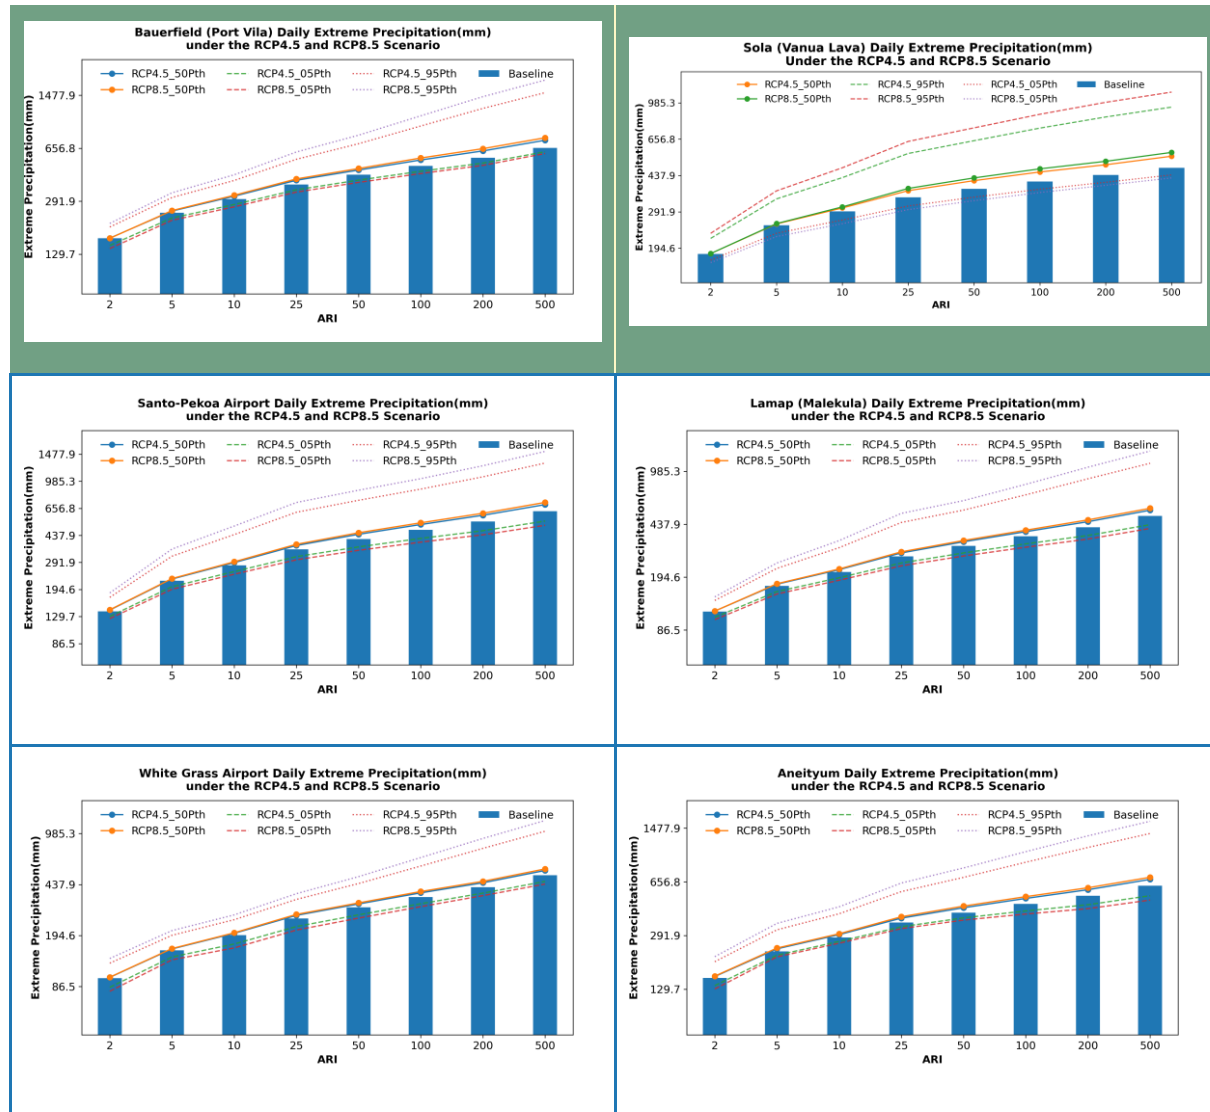 Bauerfield (Port Vila) Daily Extreme Precipitation(mm)
under the RCP4.5 and RCP8.5 Scenario
RCP4.5_50Pth RCP4.5_05Pth RCP4.5_95Pth Baseline
RCP8.5_50Pth RCP8.5_05Pth RCP8.5_95Pth
Extreme Precipitation(mm)
1477.9
656.8
291.9
129.7
2 5 10 25 50 100 200 500
ARI
Sola (Vanua Lava) Daily Extreme Precipitation(mm)
Under the RCP4.5 and RCP8.5 Scenario
RCP4.5_50Pth RCP4.5_95Pth RCP4.5_05Pth Baseline
RCP8.5_50Pth RCP8.5_95Pth RCP8.5_05Pth
Extreme Precipitation(mm)
985.3
656.8
437.9
291.9
194.6
2 5 10 25 50 100 200 500
ARI
Santo-Pekoa Airport Daily Extreme Precipitation(mm)
under the RCP4.5 and RCP8.5 Scenario
RCP4.5_50Pth RCP4.5_05Pth RCP4.5_95Pth Baseline
RCP8.5_50Pth RCP8.5_05Pth RCP8.5_95Pth
Extreme Precipitation(mm)
1477.9
985.3
656.8
437.9
291.9
194.6
129.7
86.5
2 5 10 25 50 100 200 500
ARI
Lamap (Malekula) Daily Extreme Precipitation(mm)
under the RCP4.5 and RCP8.5 Scenario
RCP4.5_50Pth RCP4.5_05Pth RCP4.5_95Pth Baseline
RCP8.5_50Pth RCP8.5_05Pth RCP8.5_95Pth
Extreme Precipitation(mm)
985.3
437.9
194.6
86.5
2 5 10 25 50 100 200 500
ARI
White Grass Airport Daily Extreme Precipitation(mm)
under the RCP4.5 and RCP8.5 Scenario
RCP4.5_50Pth RCP4.5_05Pth RCP4.5_95Pth Baseline
RCP8.5_50Pth RCP8.5_05Pth RCP8.5_95Pth
Extreme Precipitation(mm)
985.3
437.9
194.6
86.5
2 5 10 25 50 100 200 500
ARI
Aneityum Daily Extreme Precipitation(mm)
under the RCP4.5 and RCP8.5 Scenario
RCP4.5_50Pth RCP4.5_05Pth RCP4.5_95Pth Baseline
RCP8.5_50Pth RCP8.5_05Pth RCP8.5_95Pth
Extreme Precipitation(mm)
1477.9
656.8
291.9
129.7
2 5 10 25 50 100 200 500
ARI